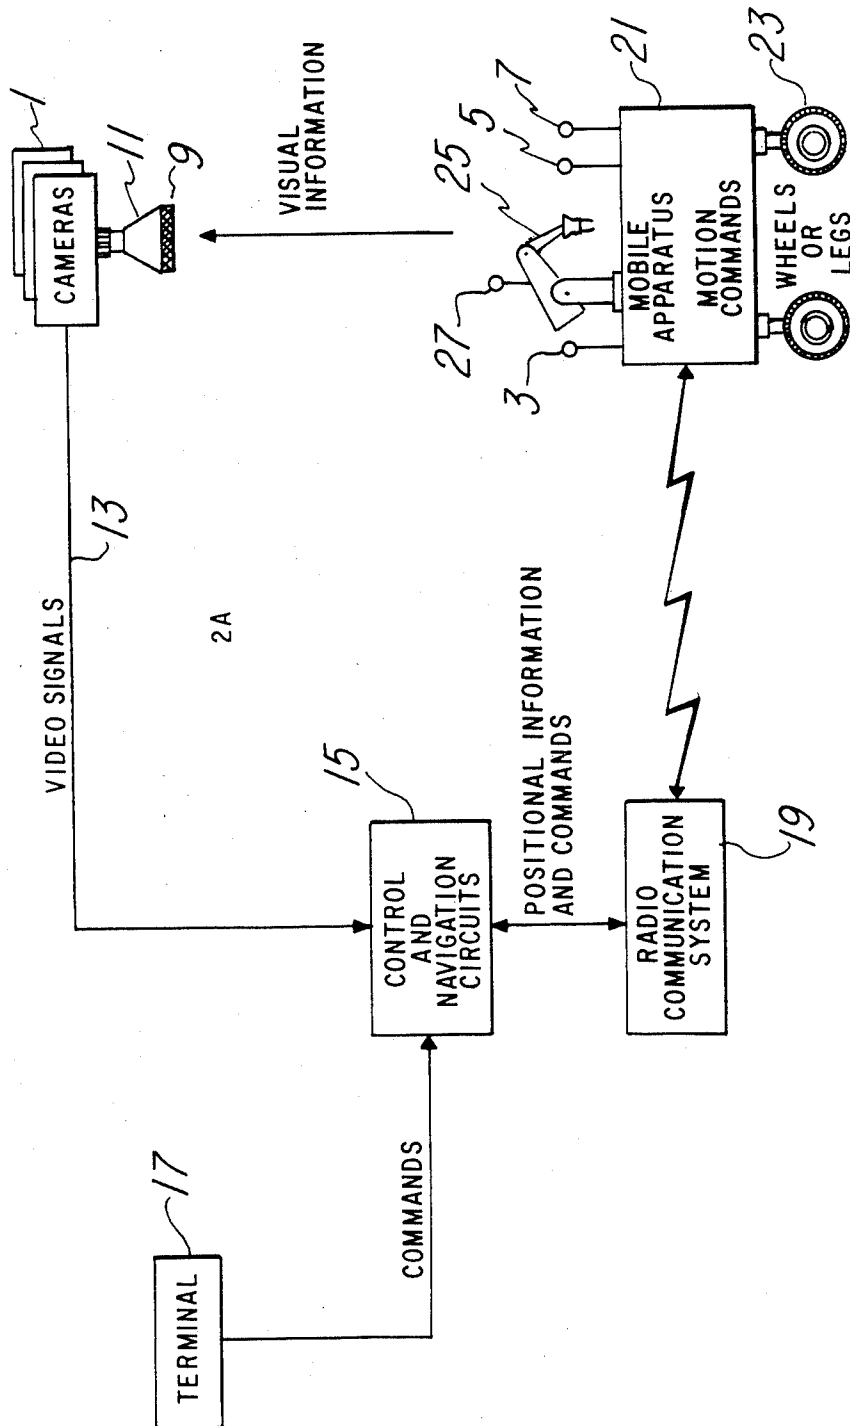 TERMINAL
17
COMMANDS
CONTROL
AND
NAVIGATION
CIRCUITS
15
VIDEO SIGNALS
13
2A
CAMERAS
1
11
9
VISUAL
INFORMATION
POSITIONAL INFORMATION
AND COMMANDS
RADIO
COMMUNICATION
SYSTEM
19
3
27
25
5
7
21
MOBILE
APPARATUS
MOTION
COMMANDS
WHEELS
OR
LEGS
23